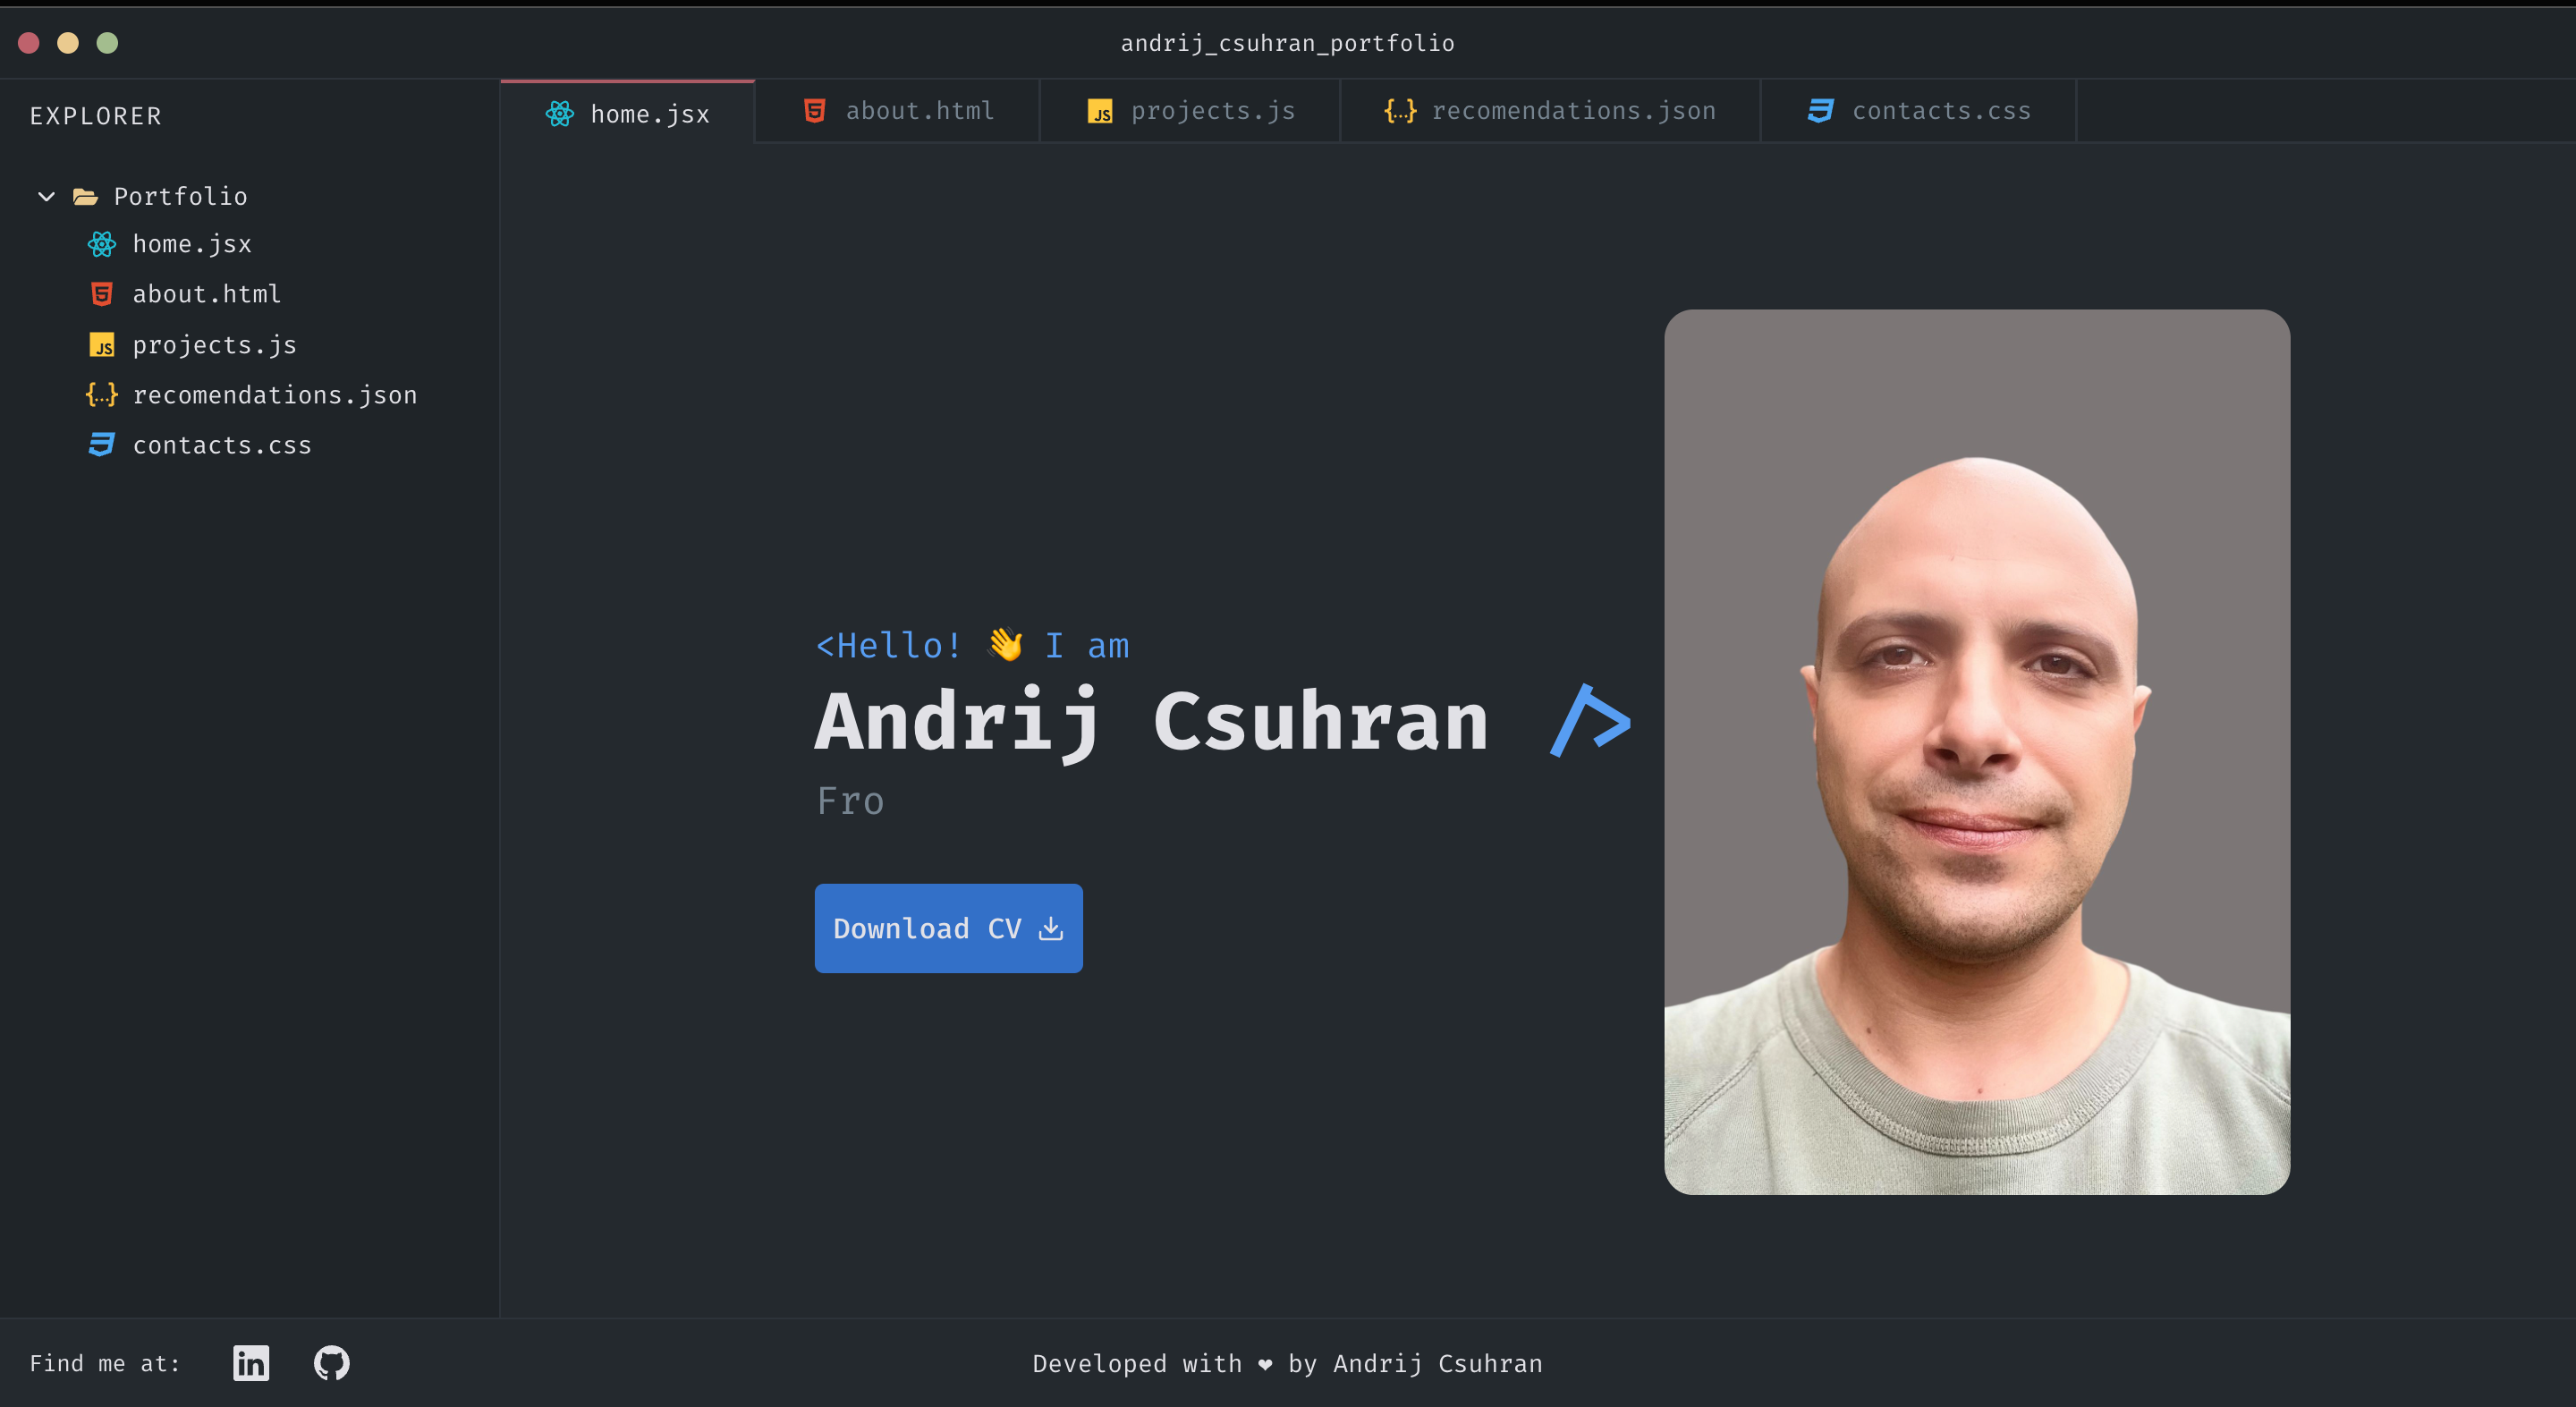 andrij_csuhran_portfolio
EXPLORER
home.jsx
about.html
projects.js
recomendations.json
contacts.css
Portfolio
home.jsx
about.html
projects.js
recomendations.json
contacts.css
<Hello! 👋 I am
Andrij Csuhran />
Fro
Download CV
Find me at:
Developed with ❤ by Andrij Csuhran